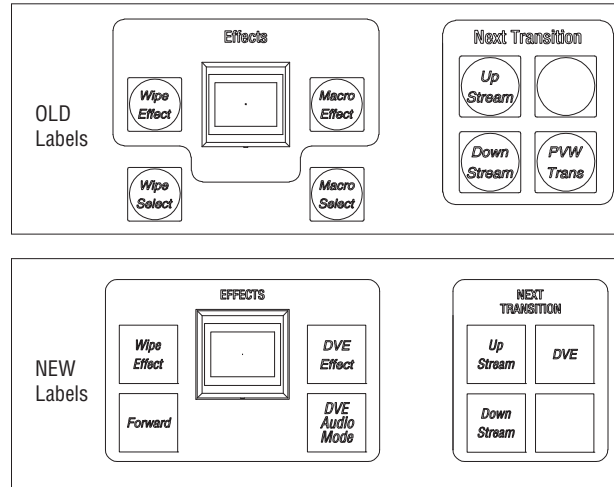 Effects
Next Transition
OLD
Labels
Wipe
Effect
Macro
Effect
Up
Stream
Wipe
Select
Macro
Select
Down
Stream
PVW
Trans
EFFECTS
NEXT
TRANSITION
NEW
Labels
Wipe
Effect
DVE
Effect
Up
Stream
DVE
Forward
DVE
Audio
Mode
Down
Stream